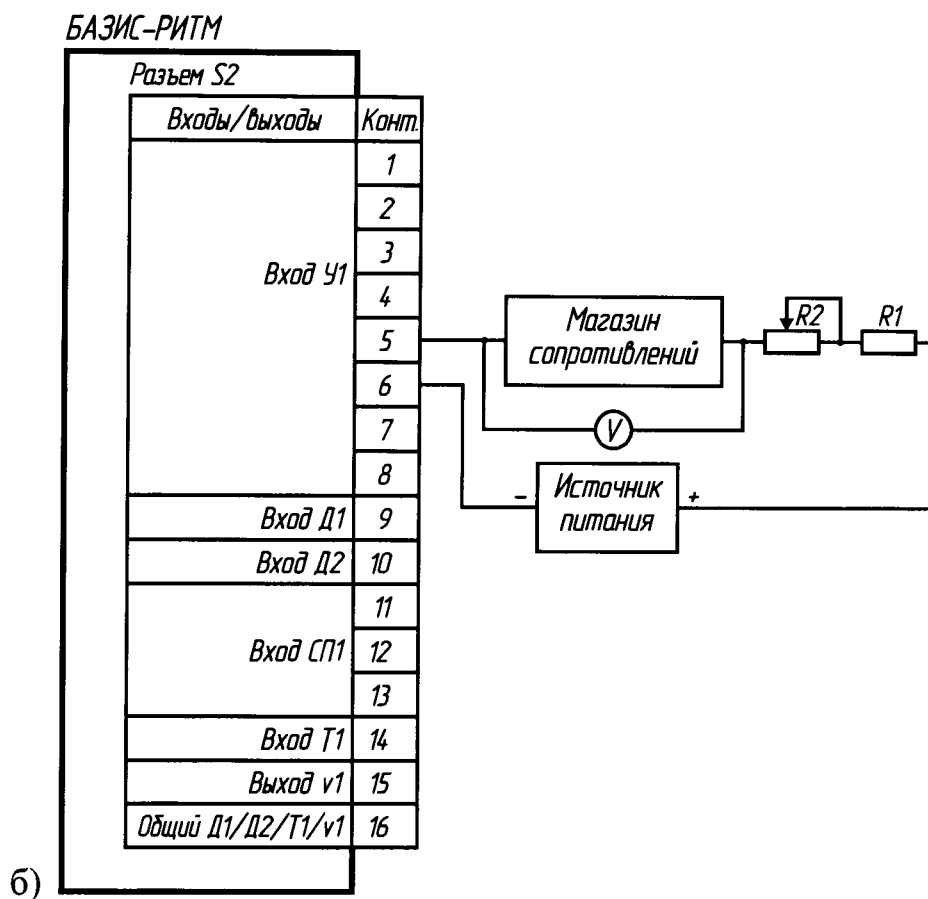 БАЗИС-РИТМ
Разъем S2
Входы/выходы Конт.
Вход У1
1
2
3
4
5
6
7
8
Вход Д1 9
Вход Д2 10
Вход СП1
11
12
13
Вход Т1 14
Выход v1 15
Общий Д1/Д2/Т1/v1 16
Магазин
сопротивлений
R2
R1
V
-
Источник
питания
+
б)